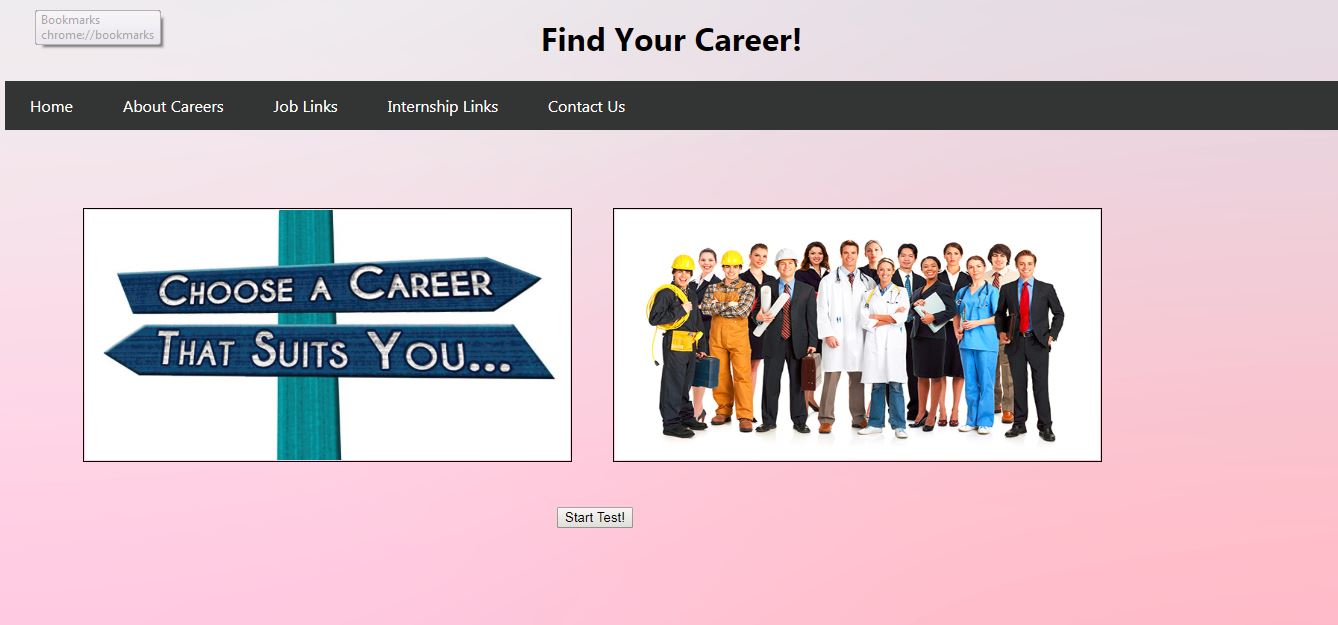 Bookmarks
chrome://bookmarks
Find Your Career!
Home About Careers Job Links Internship Links Contact Us
CHOOSE A CAREER
THAT SUITS YOU...
Start Test!